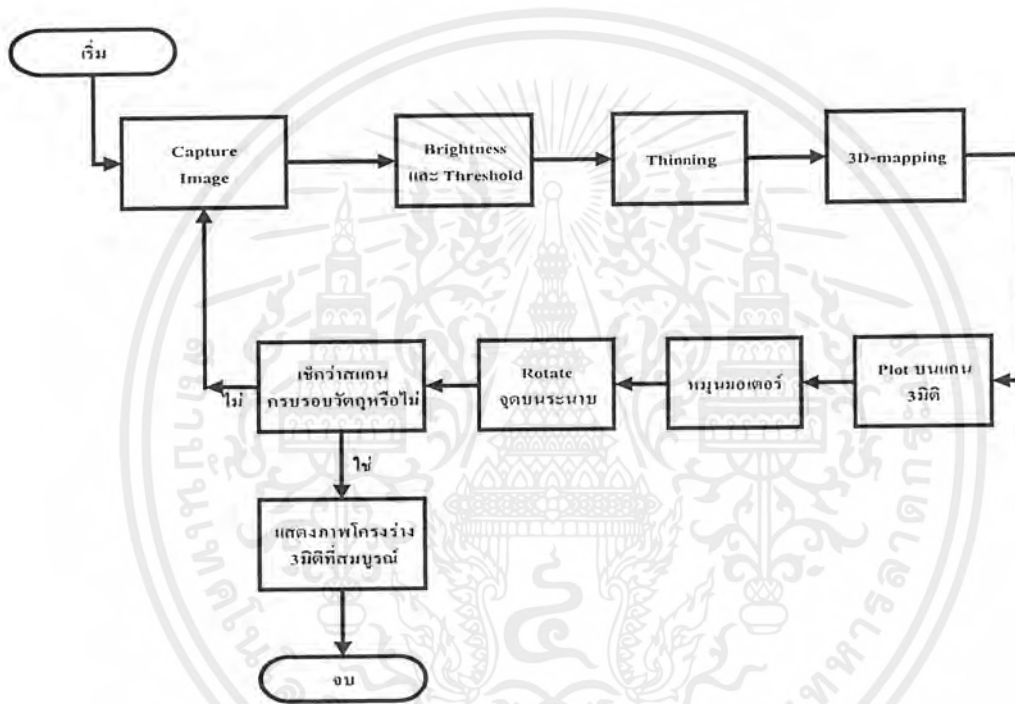 เริ่ม
Capture
Image
Brightness
และ Threshold
Thinning
3D-mapping
Plot บนแกน
3มิติ
หมุนมอเตอร์
Rotate
จุดบนระนาบ
เช็กว่าสแกน
ครบรอบวัตถุหรือไม่
ไม่
ใช่
แสดงภาพโครงร่าง
3มิติที่สมบูรณ์
จบ